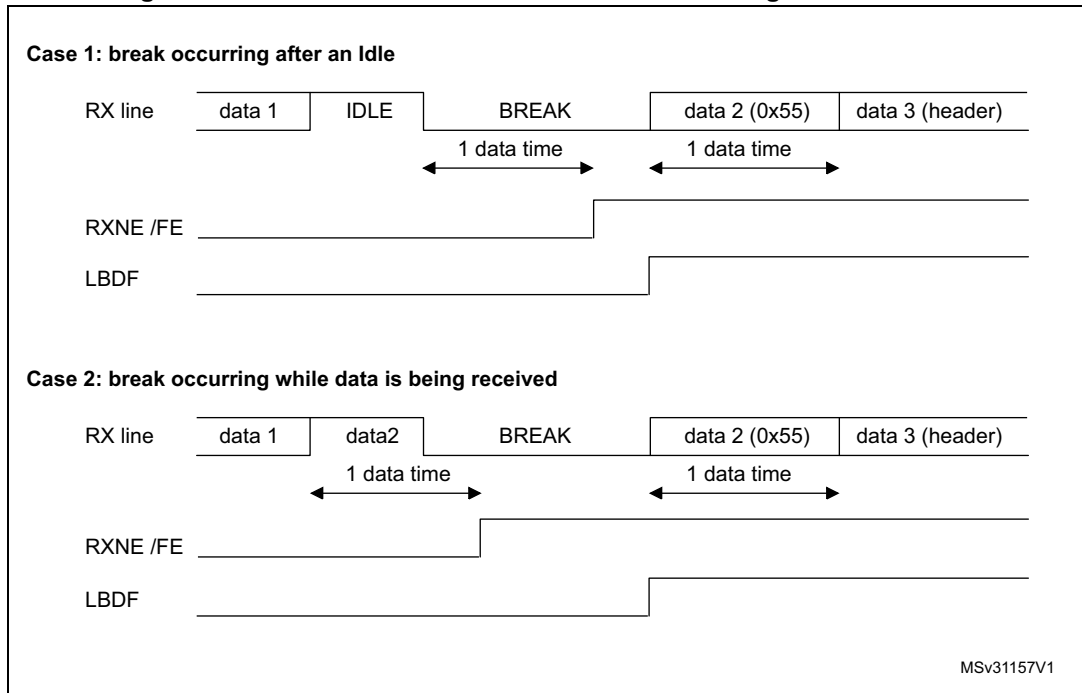 Case 1: break occurring after an Idle
RX line data 1 IDLE BREAK data 2 (0x55) data 3 (header)
1 data time 1 data time
RXNE /FE
LBDF
Case 2: break occurring while data is being received
RX line data 1 data2 BREAK data 2 (0x55) data 3 (header)
1 data time 1 data time
RXNE /FE
LBDF
MSv31157V1